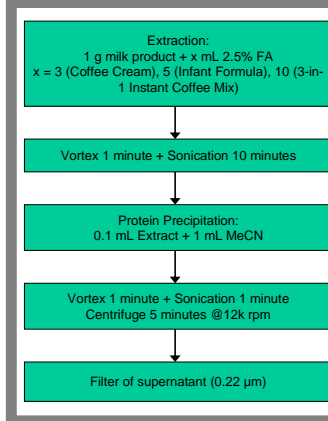 Extraction:
1 g milk product + x mL 2.5% FA
x = 3 (Coffee Cream), 5 (Infant Formula), 10 (3-in-
1 Instant Coffee Mix)
Vortex 1 minute + Sonication 10 minutes
Protein Precipitation:
0.1 mL Extract + 1 mL MeCN
Vortex 1 minute + Sonication 1 minute
Centrifuge 5 minutes @12k rpm
Filter of supernatant (0.22 µm)